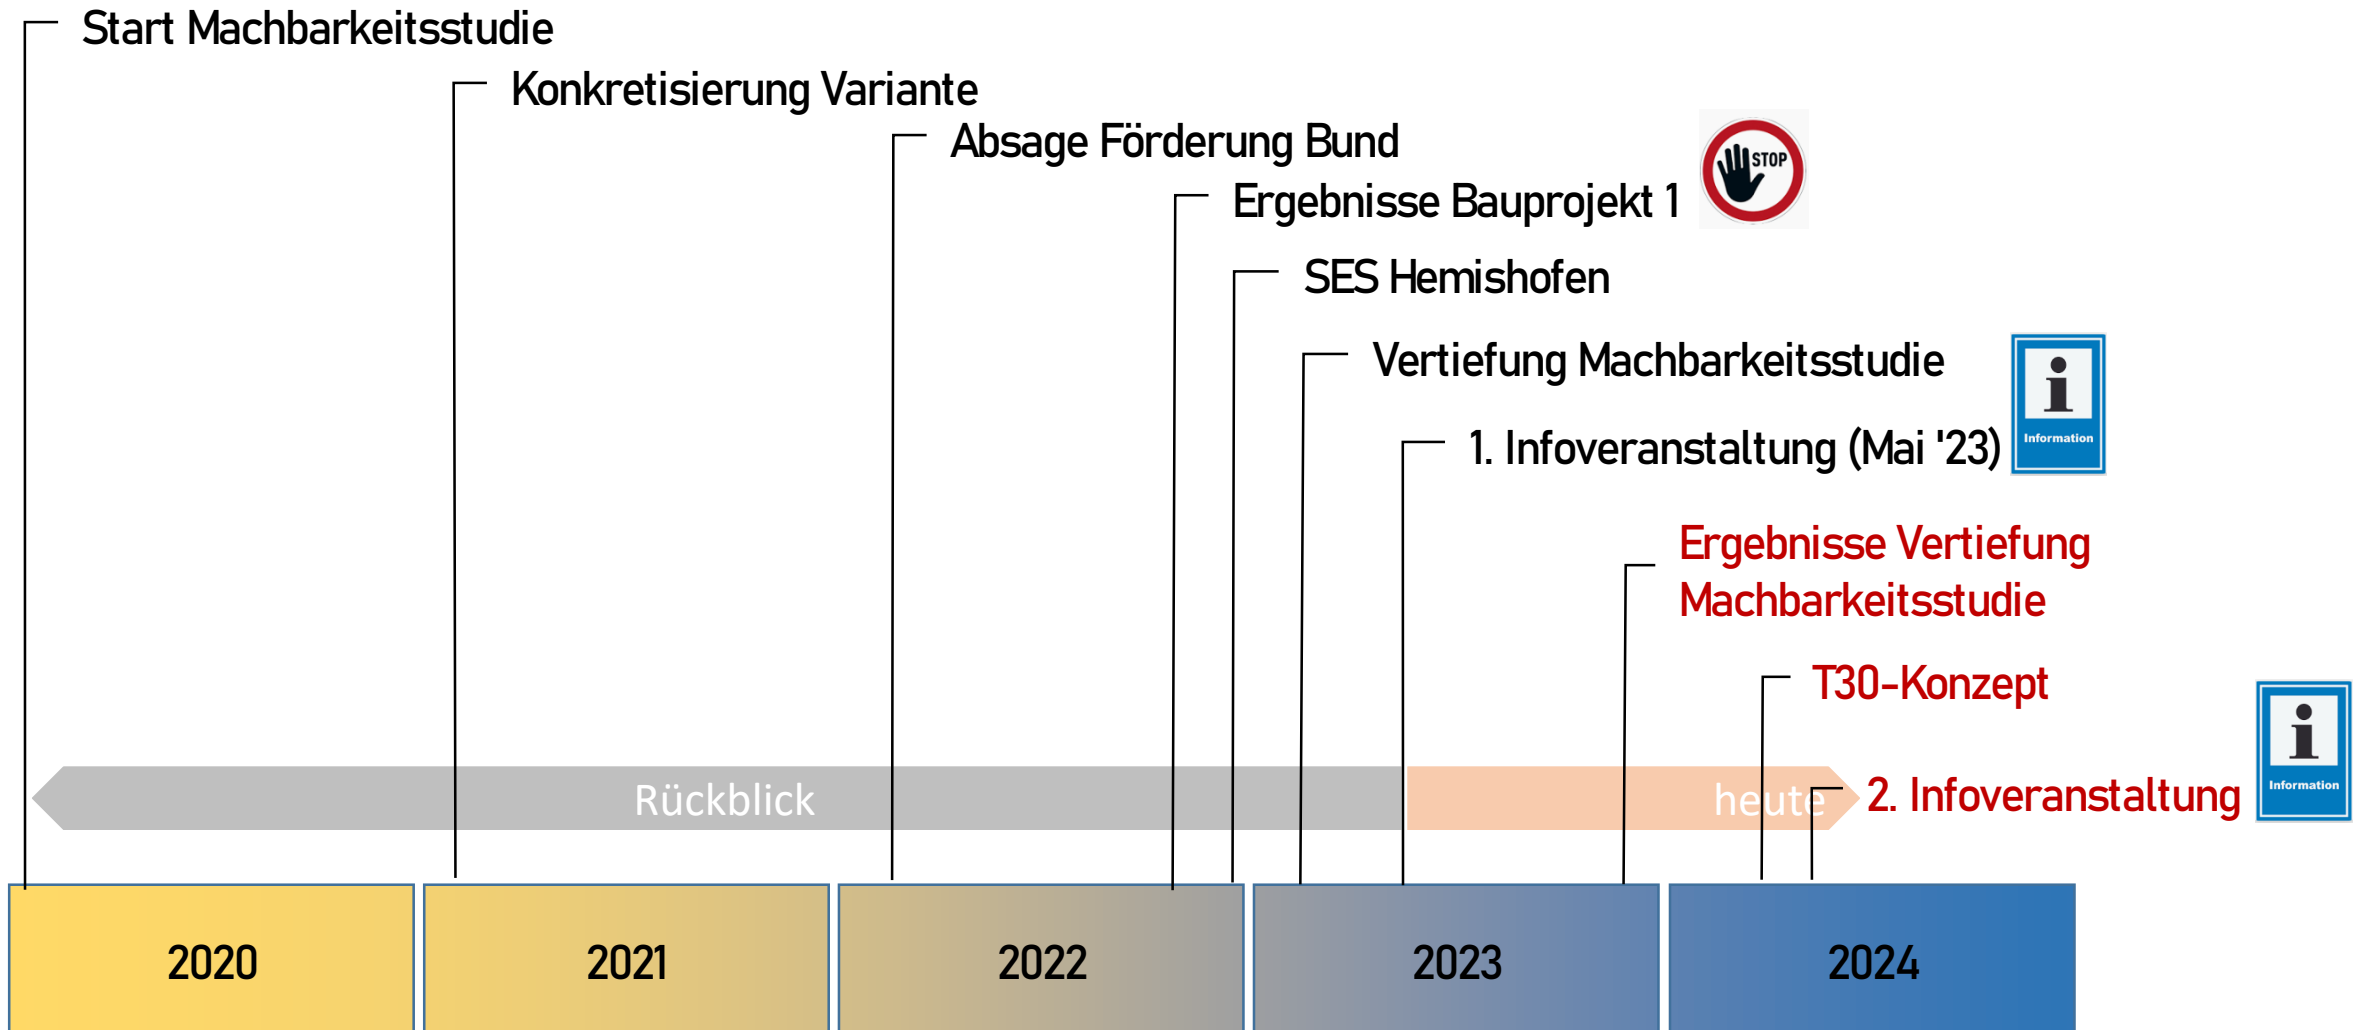 Start Machbarkeitsstudie
Konkretisierung Variante
Absage Förderung Bund
STOP
Ergebnisse Bauprojekt 1
SES Hemishofen
Vertiefung Machbarkeitsstudie
1. Infoveranstaltung (Mai '23)
Information
Ergebnisse Vertiefung
Machbarkeitsstudie
T30-Konzept
Rückblick
heute
2. Infoveranstaltung
Information
2020
2021
2022
2023
2024